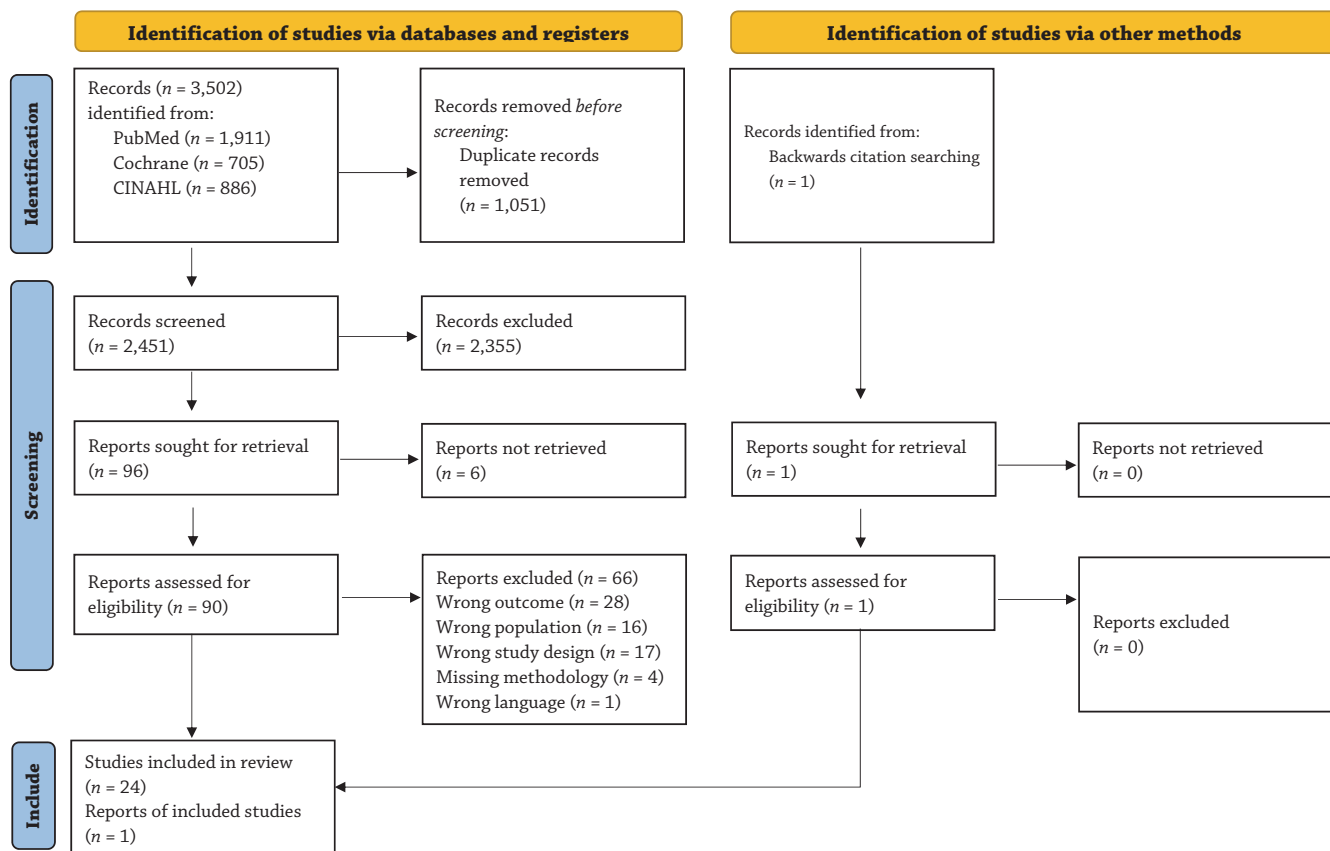 Identification of studies via databases and registers
Identification of studies via other methods
Identification
Records (n = 3,502)
identified from:
PubMed (n = 1,911)
Cochrane (n = 705)
CINAHL (n = 886)
Records removed before
screening:
Duplicate records
removed
(n = 1,051)
Records identified from:
Backwards citation searching
(n = 1)
Screening
Records screened
(n = 2,451)
Records excluded
(n = 2,355)
Reports sought for retrieval
(n = 96)
Reports not retrieved
(n = 6)
Reports sought for retrieval
(n = 1)
Reports not retrieved
(n = 0)
Reports assessed for
eligibility (n = 90)
Reports excluded (n = 66)
Wrong outcome (n = 28)
Wrong population (n = 16)
Wrong study design (n = 17)
Missing methodology (n = 4)
Wrong language (n = 1)
Reports assessed for
eligibility (n = 1)
Reports excluded
(n = 0)
Include
Studies included in review
(n = 24)
Reports of included studies
(n = 1)